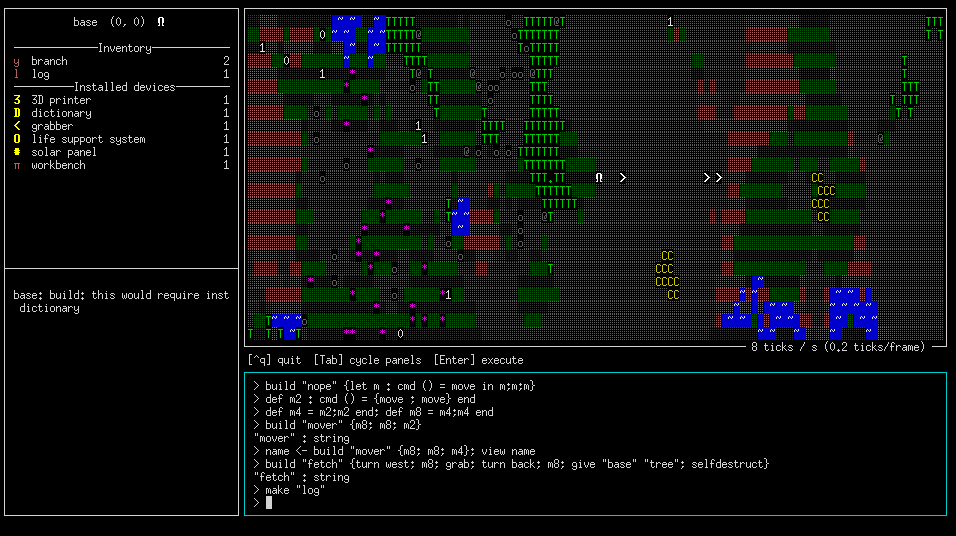 base (0, 0) Ω
Inventory
y branch 2
l log 1
Installed devices
3 3D printer 1
D dictionary 1
< grabber 1
O life support system 1
* solar panel 1
π workbench 1
base: build: this would require inst
dictionary
8 ticks / s (0.2 ticks/frame)
[^q] quit [Tab] cycle panels [Enter] execute
> build "nope" {let m : cmd () = move in m;m;m}
> def m2 : cmd () = {move ; move} end
> def m4 = m2;m2 end; def m8 = m4;m4 end
> build "mover" {m8; m8; m2}
"mover" : string
> name <- build "mover" {m8; m8; m4}; view name
> build "fetch" {turn west; m8; grab; turn back; m8; give "base" "tree"; selfdestruct}
"fetch" : string
> make "log"
>